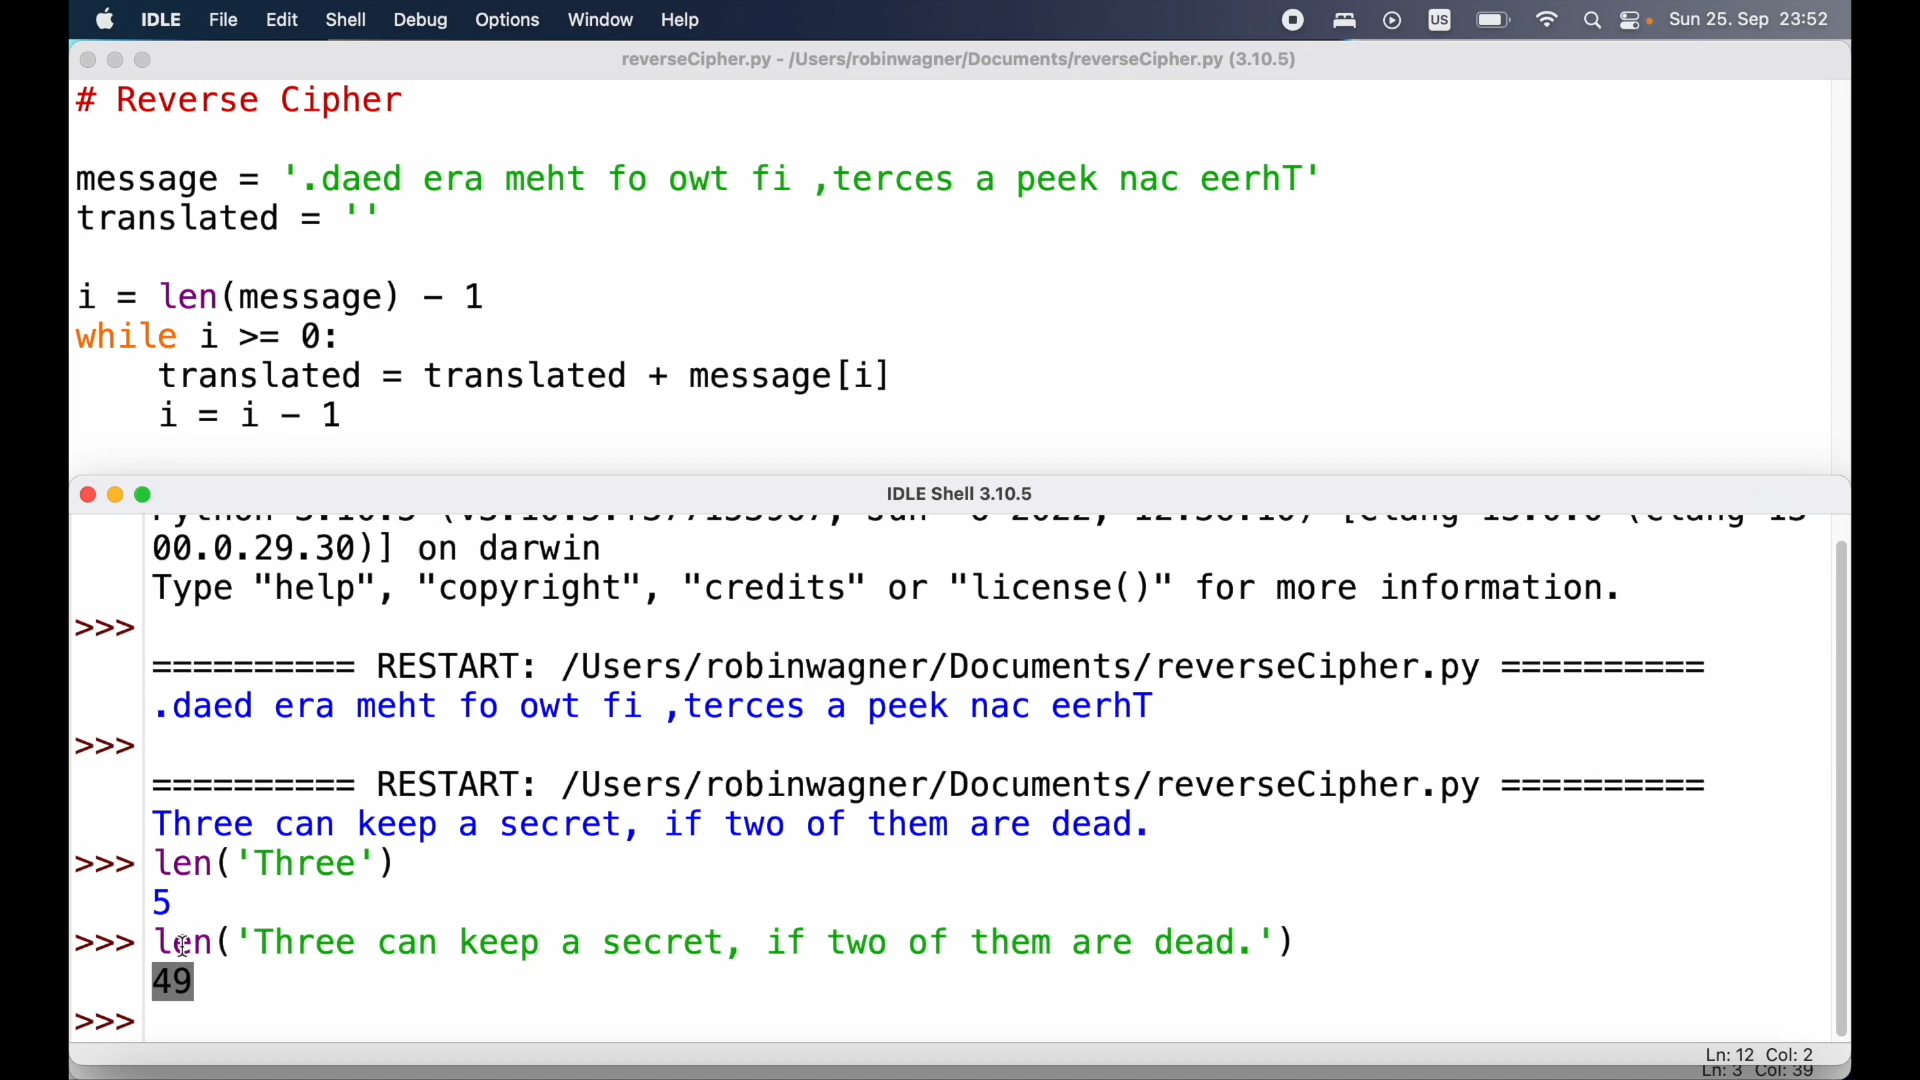 IDLE File Edit Shell Debug Options Window Help US Sun 25. Sep 23:52
reverseCipher.py - /Users/robinwagner/Documents/reverseCipher.py (3.10.5)
# Reverse Cipher
message = '.daed era meht fo owt fi ,terces a peek nac eerhT'
translated = ''
i = len(message) - 1
while i >= 0:
    translated = translated + message[i]
    i = i - 1
IDLE Shell 3.10.5
00.0.29.30)] on darwin
Type "help", "copyright", "credits" or "license()" for more information.
>>>
========== RESTART: /Users/robinwagner/Documents/reverseCipher.py ==========
.daed era meht fo owt fi ,terces a peek nac eerhT
>>>
========== RESTART: /Users/robinwagner/Documents/reverseCipher.py ==========
Three can keep a secret, if two of them are dead.
>>> len('Three')
5
>>> len('Three can keep a secret, if two of them are dead.')
49
>>>
Ln: 12 Col: 2
Ln: 3 Col: 39